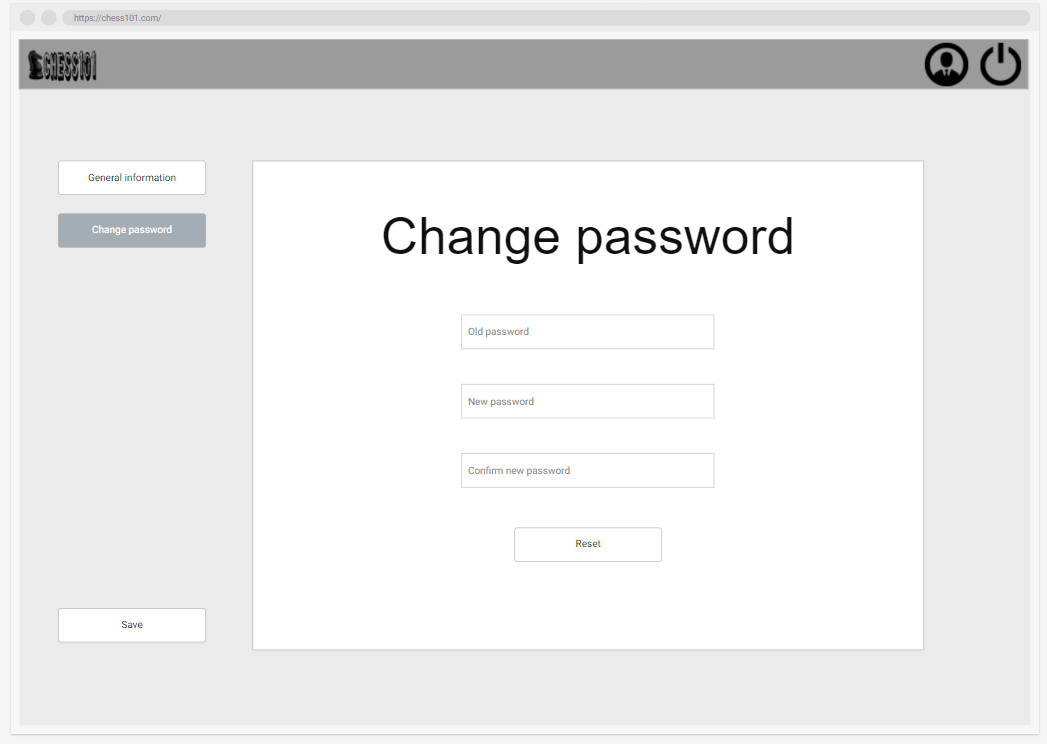 https://chess101.com/
CHESS101
General information
Change password
Change password
Old password
New password
Confirm new password
Reset
Save